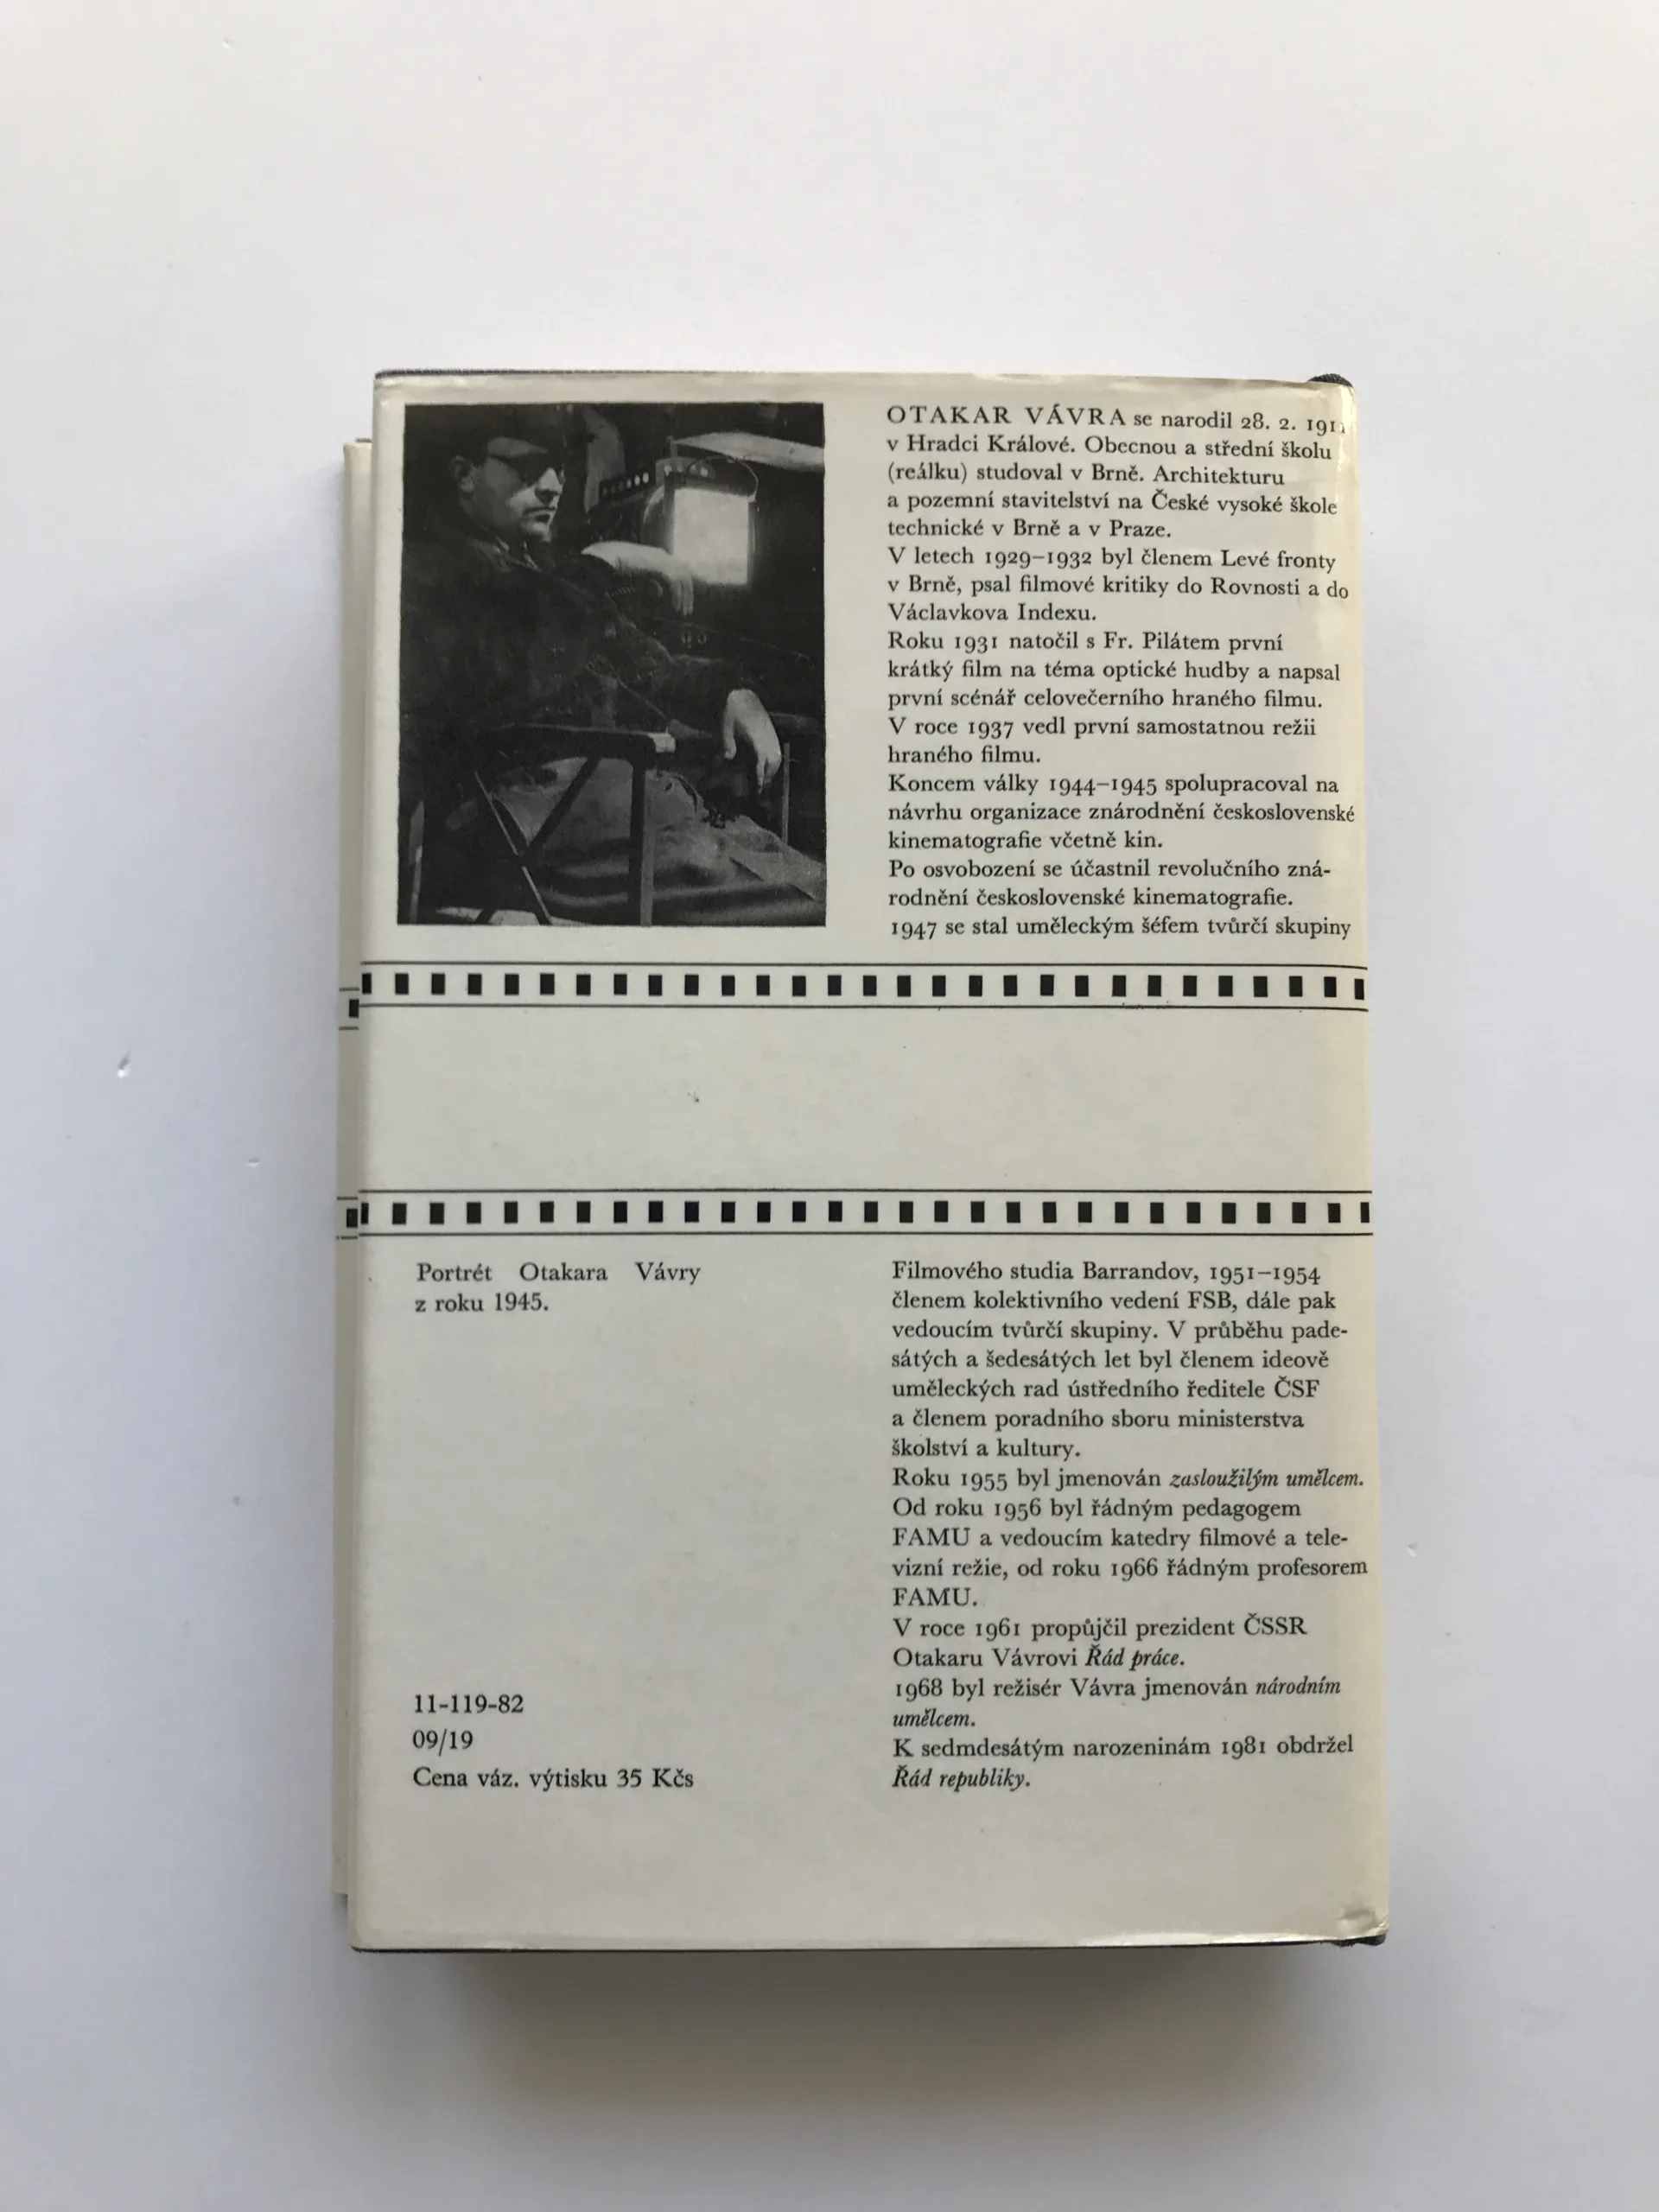 OTAKAR VÁVRA se narodil 28. 2. 1911
v Hradci Králové. Obecnou a střední školu
(reálku) studoval v Brně. Architekturu
a pozemní stavitelství na České vysoké škole
technické v Brně a v Praze.
V letech 1929–1932 byl členem Levé fronty
v Brně, psal filmové kritiky do Rovnosti a do
Václavkova Indexu.
Roku 1931 natočil s Fr. Pilátem první
krátký film na téma optické hudby a napsal
první scénář celovečerního hraného filmu.
V roce 1937 vedl první samostatnou režii
hraného filmu.
Koncem války 1944–1945 spolupracoval na
návrhu organizace znárodnění československé
kinematografie včetně kin.
Po osvobození se účastnil revolučního zná-
rodnění československé kinematografie.
1947 se stal uměleckým šéfem tvůrčí skupiny
Filmového studia Barrandov, 1951–1954
členem kolektivního vedení FSB, dále pak
vedoucím tvůrčí skupiny. V průběhu pade-
sátých a šedesátých let byl členem ideově
uměleckých rad ústředního ředitele ČSF
a členem poradního sboru ministerstva
školství a kultury.
Roku 1955 byl jmenován zasloužilým umělcem.
Od roku 1956 byl řádným pedagogem
FAMU a vedoucím katedry filmové a tele-
vizní režie, od roku 1966 řádným profesorem
FAMU.
V roce 1961 propůjčil prezident ČSSR
Otakaru Vávrovi Řád práce.
1968 byl režisér Vávra jmenován národním
umělcem.
K sedmdesátým narozeninám 1981 obdržel
Řád republiky.
Portrét Otakara Vávry
z roku 1945.
11-119-82
09/19
Cena váz. výtisku 35 Kčs